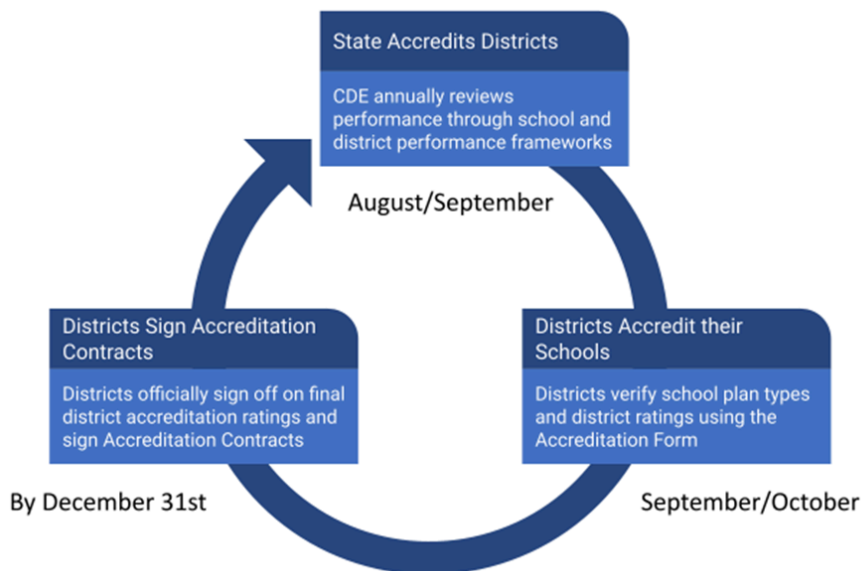 State Accredits Districts
CDE annually reviews
performance through school and
district performance frameworks
August/September
Districts Sign Accreditation
Contracts
Districts officially sign off on final
district accreditation ratings and
sign Accreditation Contracts
By December 31st
Districts Accredit their
Schools
Districts verify school plan types
and district ratings using the
Accreditation Form
September/October